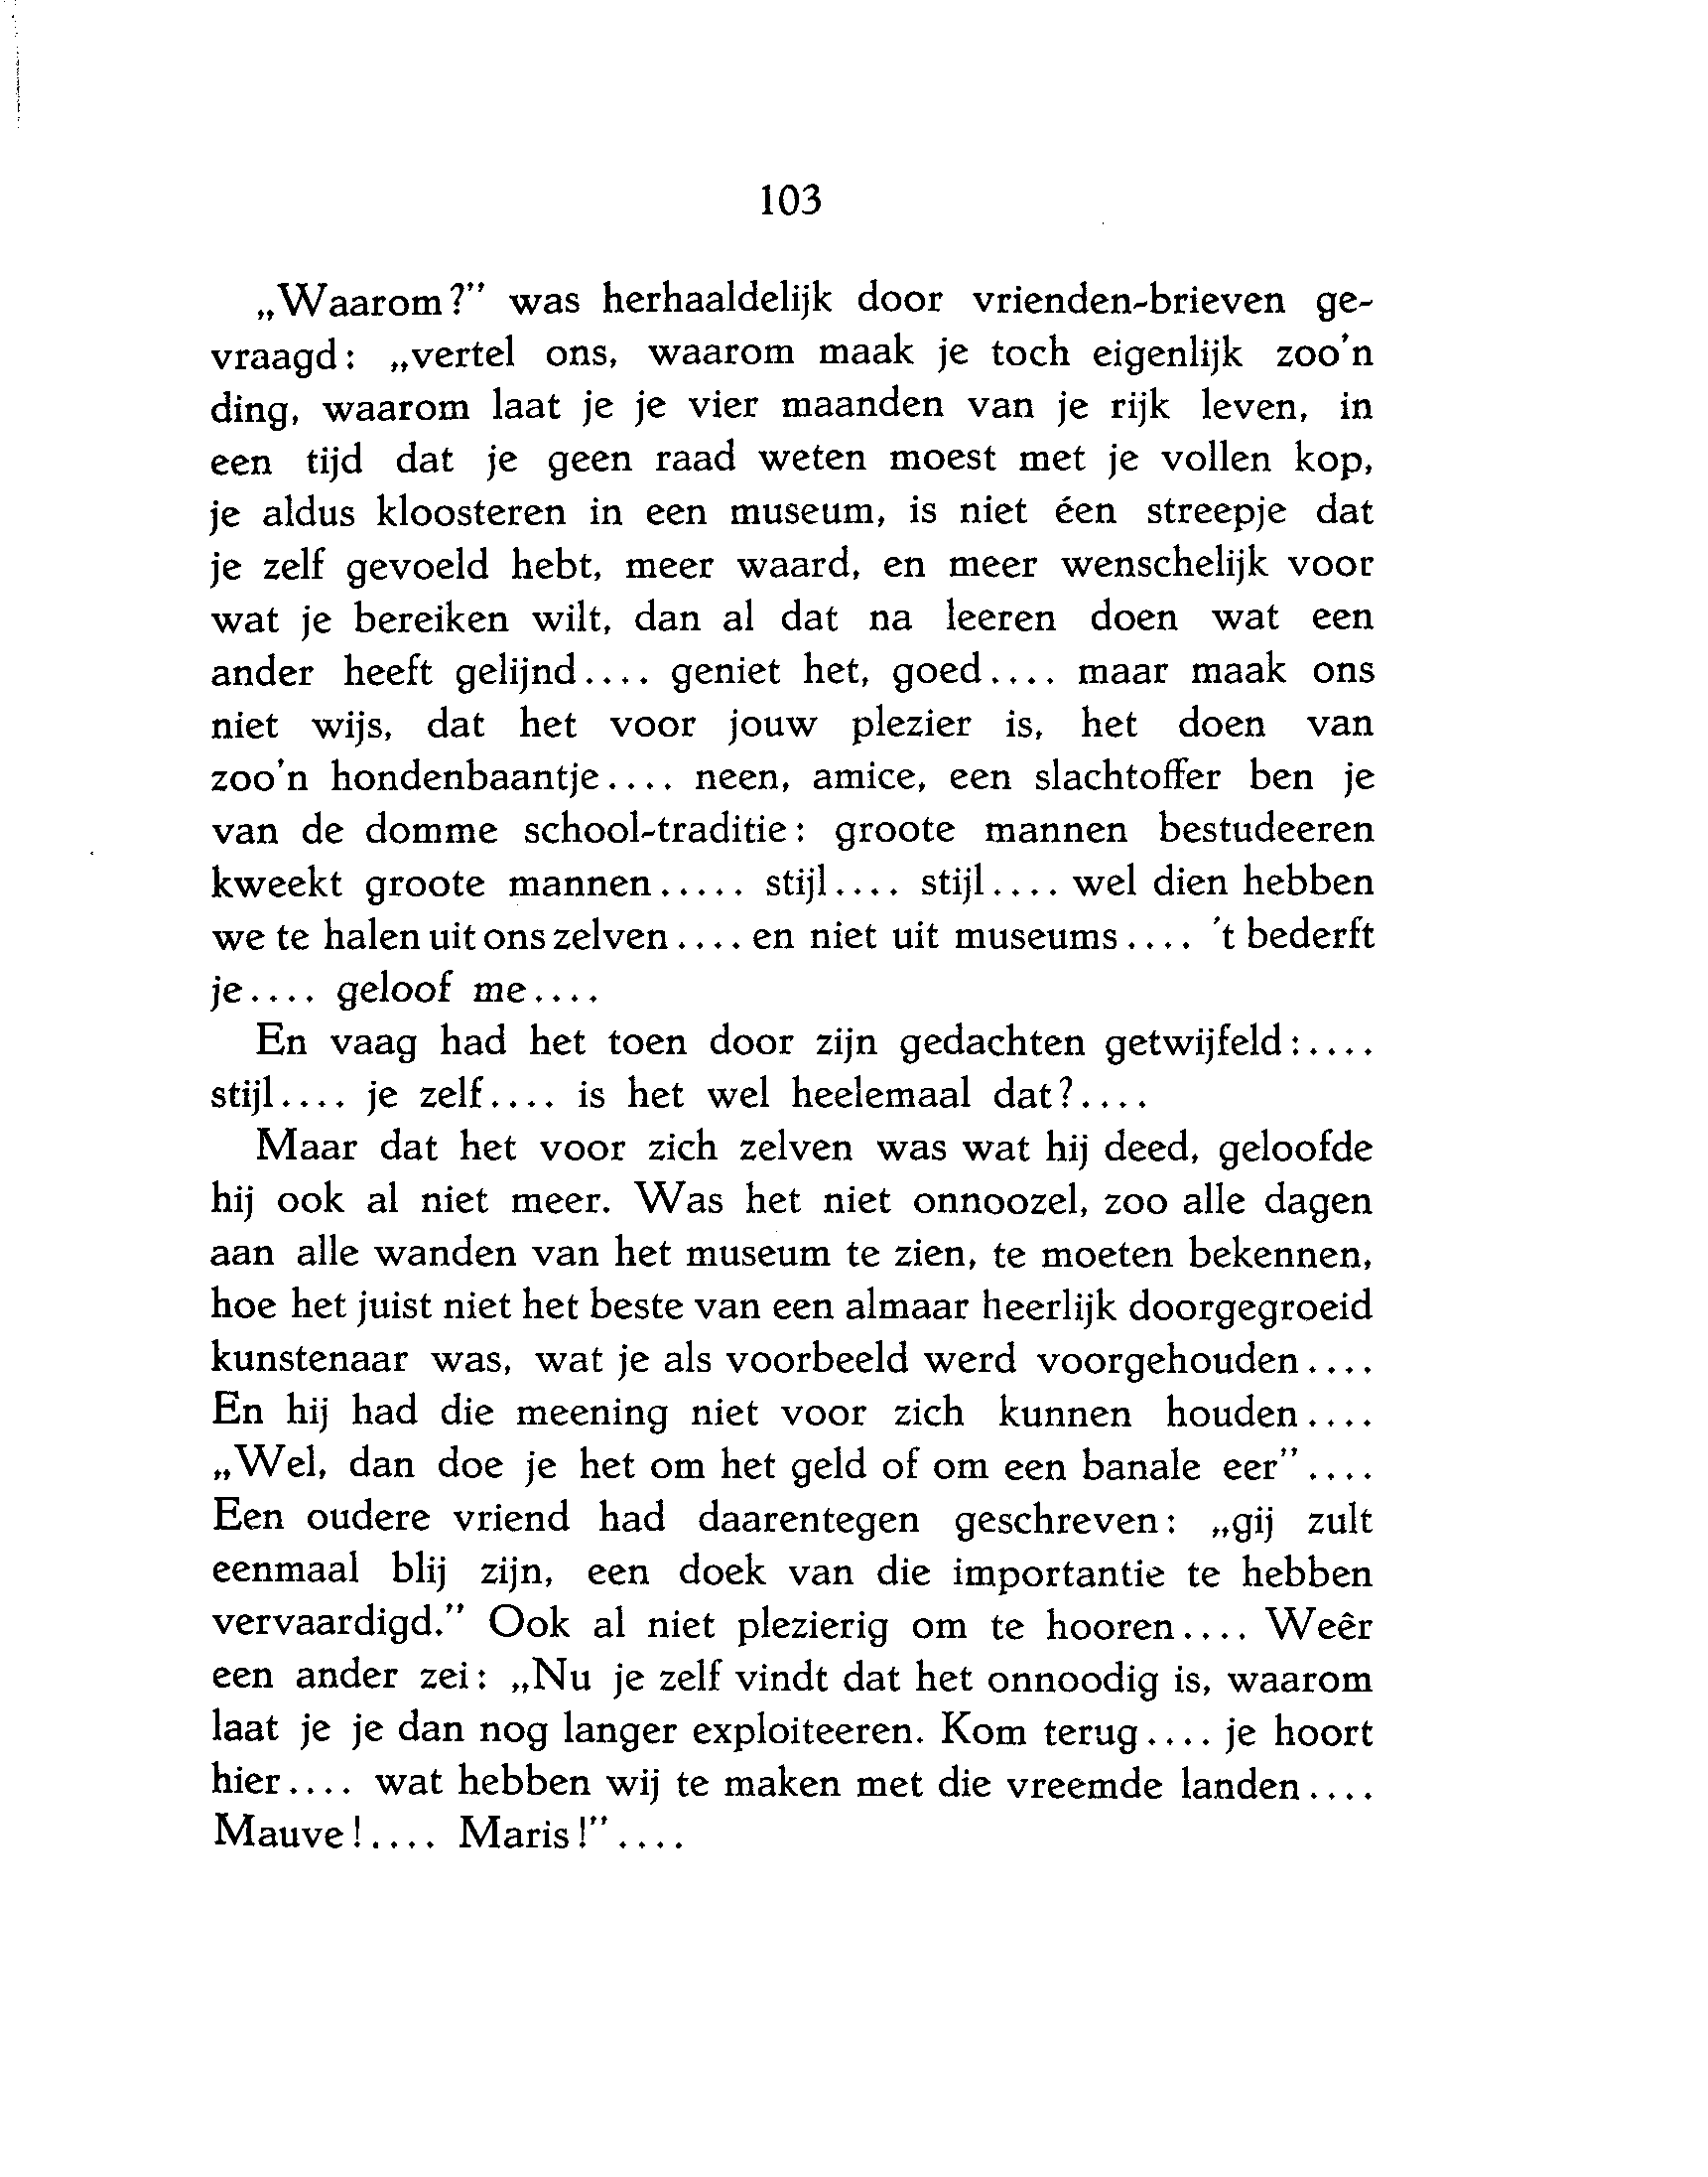 103
„Waarom?” was herhaaldelijk door vrienden-brieven ge-
vraagd: „vertel ons, waarom maak je toch eigenlijk zoo'n
ding, waarom laat je je vier maanden van je rijk leven, in
een tijd dat je geen raad weten moest met je vollen kop,
je aldus kloosteren in een museum, is niet éen streepje dat
je zelf gevoeld hebt, meer waard, en meer wenschelijk voor
wat je bereiken wilt, dan al dat na leeren doen wat een
ander heeft gelijnd.... geniet het, goed.... maar maak ons
niet wijs, dat het voor jouw plezier is, het doen van
zoo'n hondenbaantje.... neen, amice, een slachtoffer ben je
van de domme school-traditie: groote mannen bestudeeren
kweekt groote mannen..... stijl.... stijl.... wel dien hebben
we te halen uit ons zelven.... en niet uit museums.... 't bederft
je.... geloof me....
En vaag had het toen door zijn gedachten getwijfeld:....
stijl.... je zelf.... is het wel heelemaal dat?....
Maar dat het voor zich zelven was wat hij deed, geloofde
hij ook al niet meer. Was het niet onnoozel, zoo alle dagen
aan alle wanden van het museum te zien, te moeten bekennen,
hoe het juist niet het beste van een almaar heerlijk doorgegroeid
kunstenaar was, wat je als voorbeeld werd voorgehouden....
En hij had die meening niet voor zich kunnen houden....
„Wel, dan doe je het om het geld of om een banale eer”....
Een oudere vriend had daarentegen geschreven: „gij zult
eenmaal blij zijn, een doek van die importantie te hebben
vervaardigd.” Ook al niet plezierig om te hooren.... Weêr
een ander zei: „Nu je zelf vindt dat het onnoodig is, waarom
laat je je dan nog langer exploiteeren. Kom terug.... je hoort
hier.... wat hebben wij te maken met die vreemde landen....
Mauve!.... Maris!”....